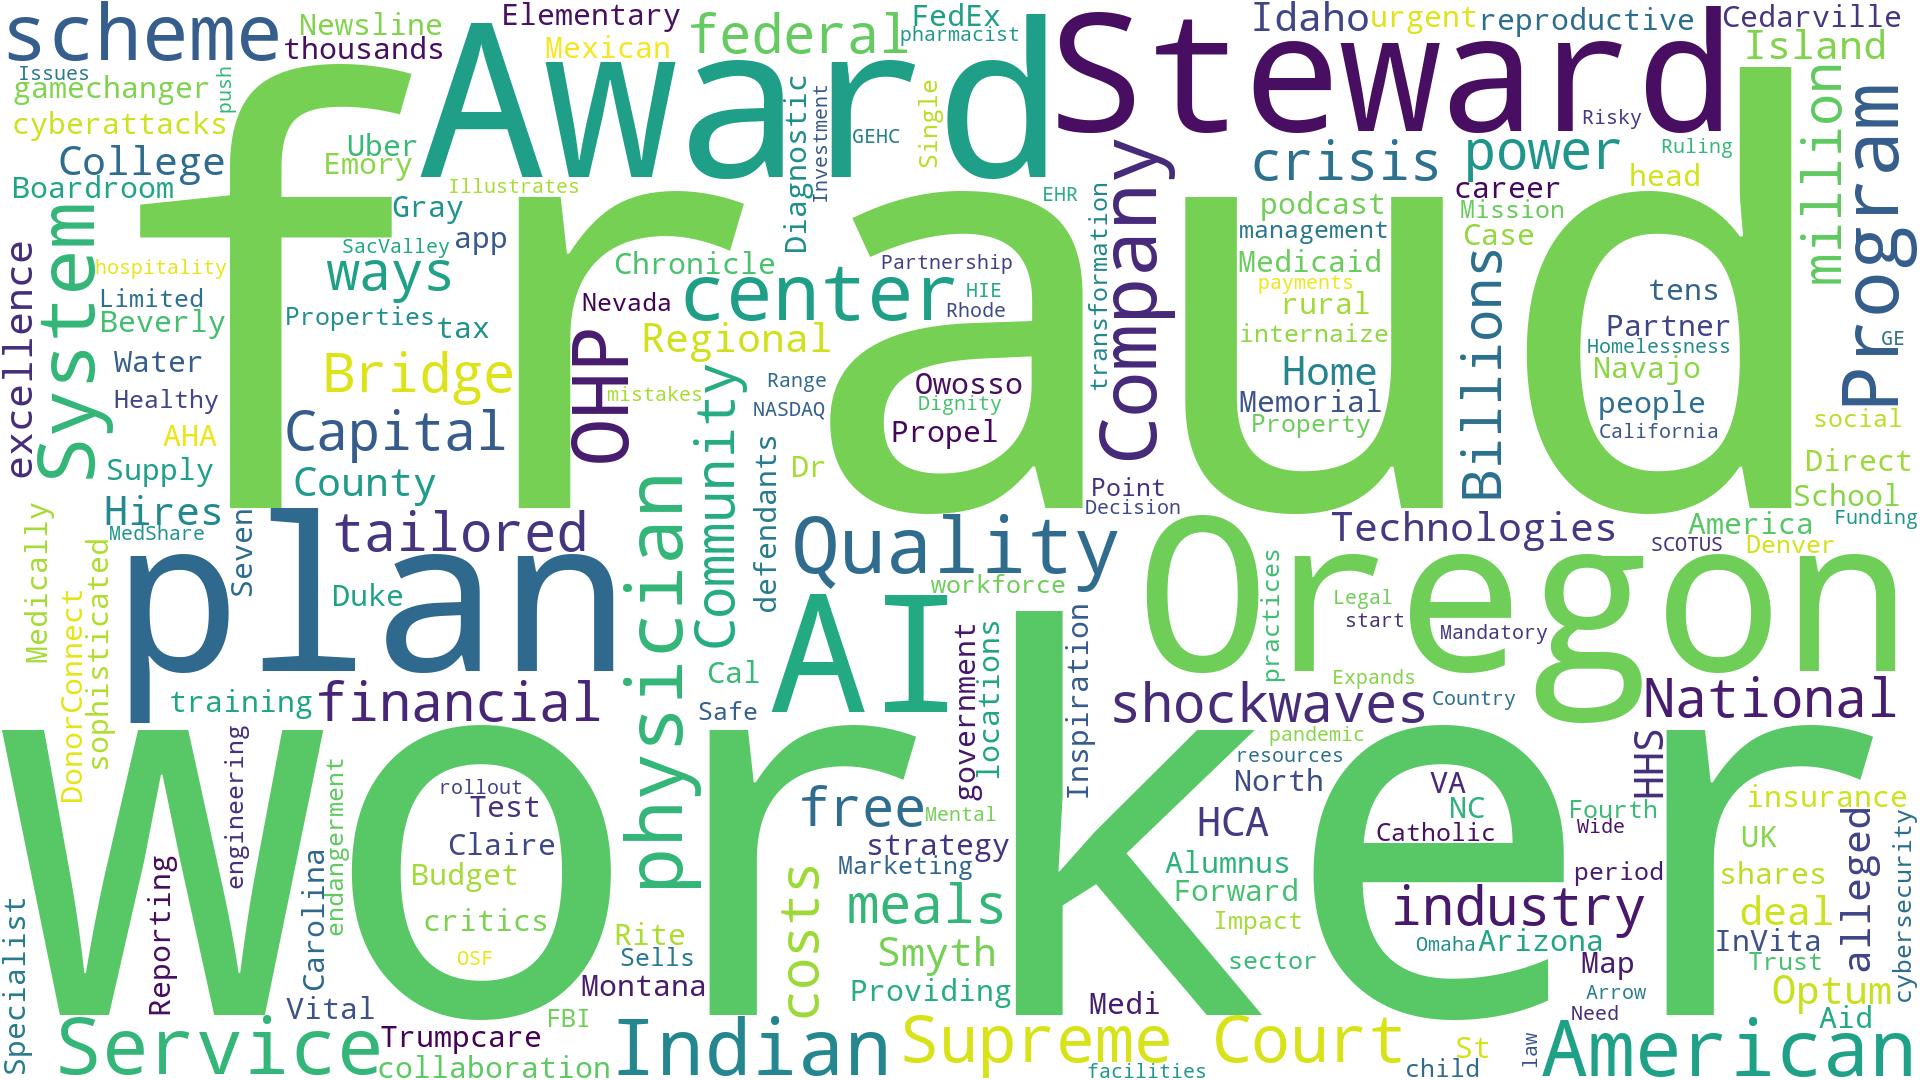 scheme
Newsline
thousands
Elementary
Mexican
federal
FedEx
pharmacist
Award
Steward
Idaho
urgent
reproductive
Cedarville
Island
Issues
gamechanger
push
cyberattacks
College
Boardroom
Uber
Emory
Illustrates
Gray
SacValley
app
ways
Diagnostic
Investment
GEHC
Single
EHR
Risky
crisis
power
Ruling
career
head
podcast
Mission
management
Case
Medicaid
payments
rural
internaize
Home
Memorial
Property
million
Program
fraud
System
excellence
hospitality
Limited
Beverly
Properties
tax
Water
Healthy
AHA
Supply
Hires
MedShare
Bridge
Capital
County
Chronicle
Nevada
center
Partnership
HIE
Rhode
Regional
OHP
mistakes
Range
NASDAQ
Owosso
Dignity
Propel
Community
defendants
Dr
transformation
Company
Point
Decision
Billions
tens
Partner
Homelessness
Navajo
people
California
GE
social
Direct
School
Funding
America
SCOTUS
Denver
Technologies
tailored
plan
Seven
Duke
Medically
DonorConnect
sophisticated
training
financial
physician
Quality
workforce
AI
Cal
Safe
government
locations
Inspiration
Oregon
practices
Legal
start
Mandatory
Expands
Country
shockwaves
National
pandemic
resources
North
HHS
worker
engineering
rollout
Test
Claire
Budget
critics
OSF
endangerment
Carolina
Reporting
Specialist
Vital
free
Mental
strategy
Marketing
meals
costs
Smyth
Providing
Rite
Sells
Montana
FBI
HCA
Alumnus
Forward
Impact
sector
VA
NC
Catholic
Fourth
Wide
period
industry
Omaha
Arizona
Map
Arrow
Need
insurance
UK
shares
deal
InVita
Trust
Optum
alleged
cybersecurity
Aid
Medi
Service
Trumpcare
collaboration
Indian
Supreme Court
facilities
child
St
law
American